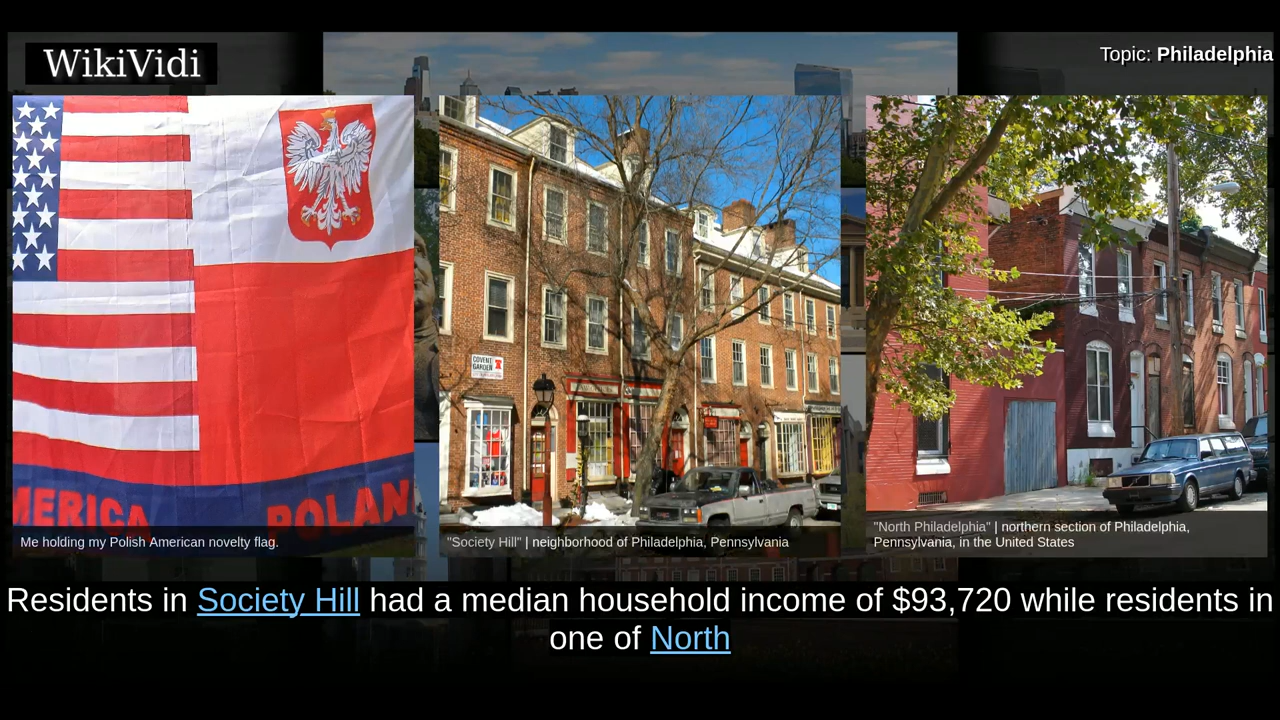 WikiVidi
Topic: Philadelphia
MERICA
POLAN
COVENT
GARDEN
Me holding my Polish American novelty flag.
"Society Hill" | neighborhood of Philadelphia, Pennsylvania
"North Philadelphia" | northern section of Philadelphia,
Pennsylvania, in the United States
Residents in Society Hill had a median household income of $93,720 while residents in
one of North